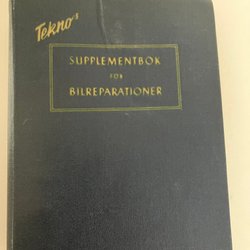 Tekno's
SUPPLEMENTBOK
FÖR
BILREPARATIONER